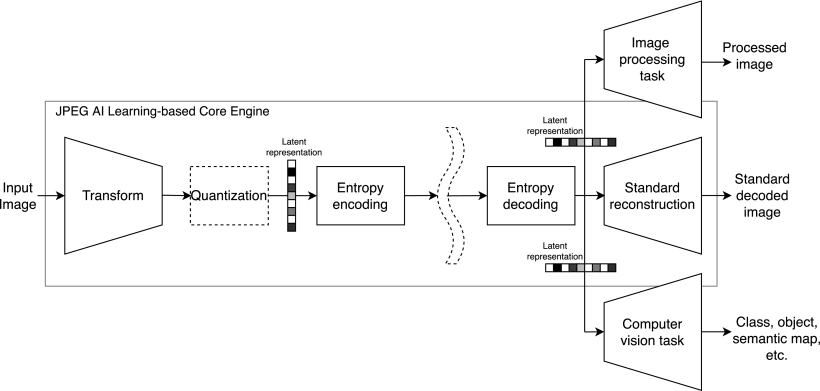 Image
processing
task
Processed
image
JPEG AI Learning-based Core Engine
Input
Image
Transform
Quantization
Latent
representation
Entropy
encoding
Entropy
decoding
Latent
representation
Standard
reconstruction
Standard
decoded
image
Latent
representation
Computer
vision task
Class, object,
semantic map,
etc.